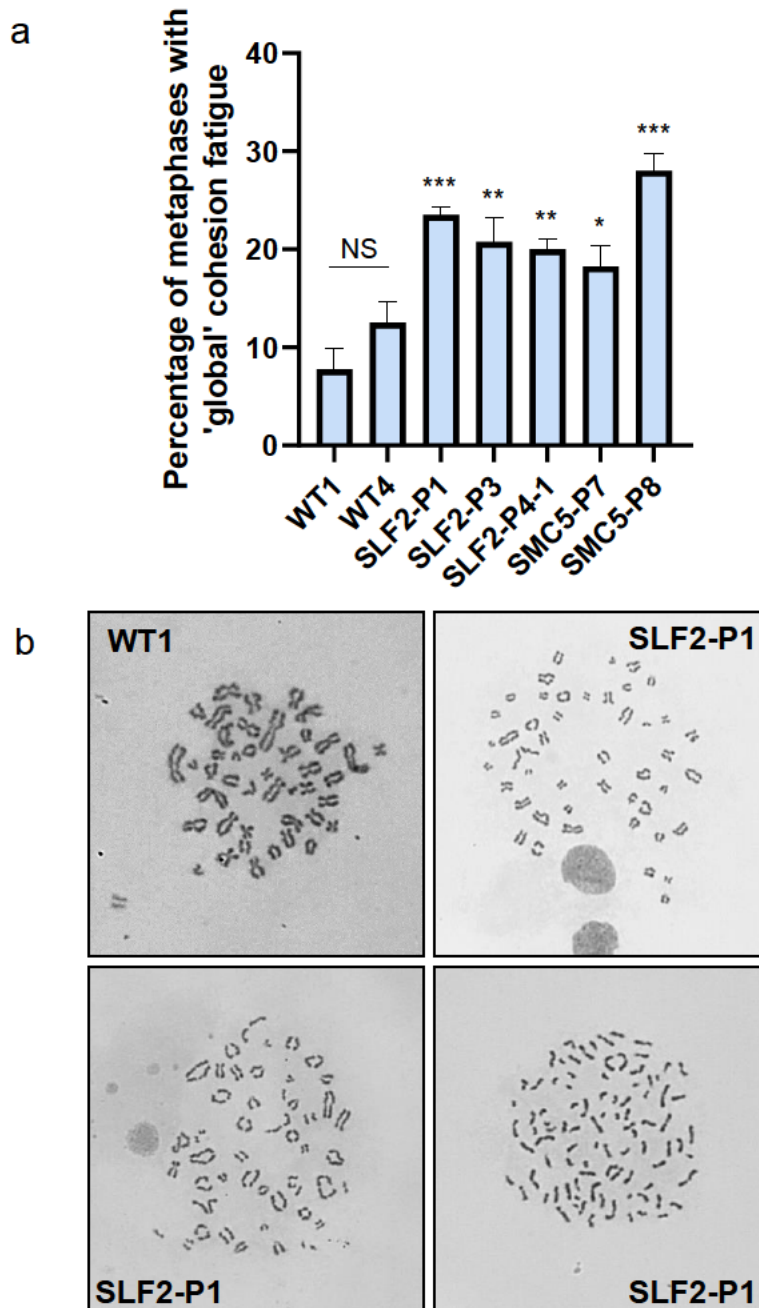 a
Percentage of metaphases with
'global' cohesion fatigue
40
30
20
10
0
NS
***
**
**
*
***
WT1
WT4
SLF2-P1
SLF2-P3
SLF2-P4-1
SMC5-P7
SMC5-P8
b
WT1
SLF2-P1
SLF2-P1
SLF2-P1